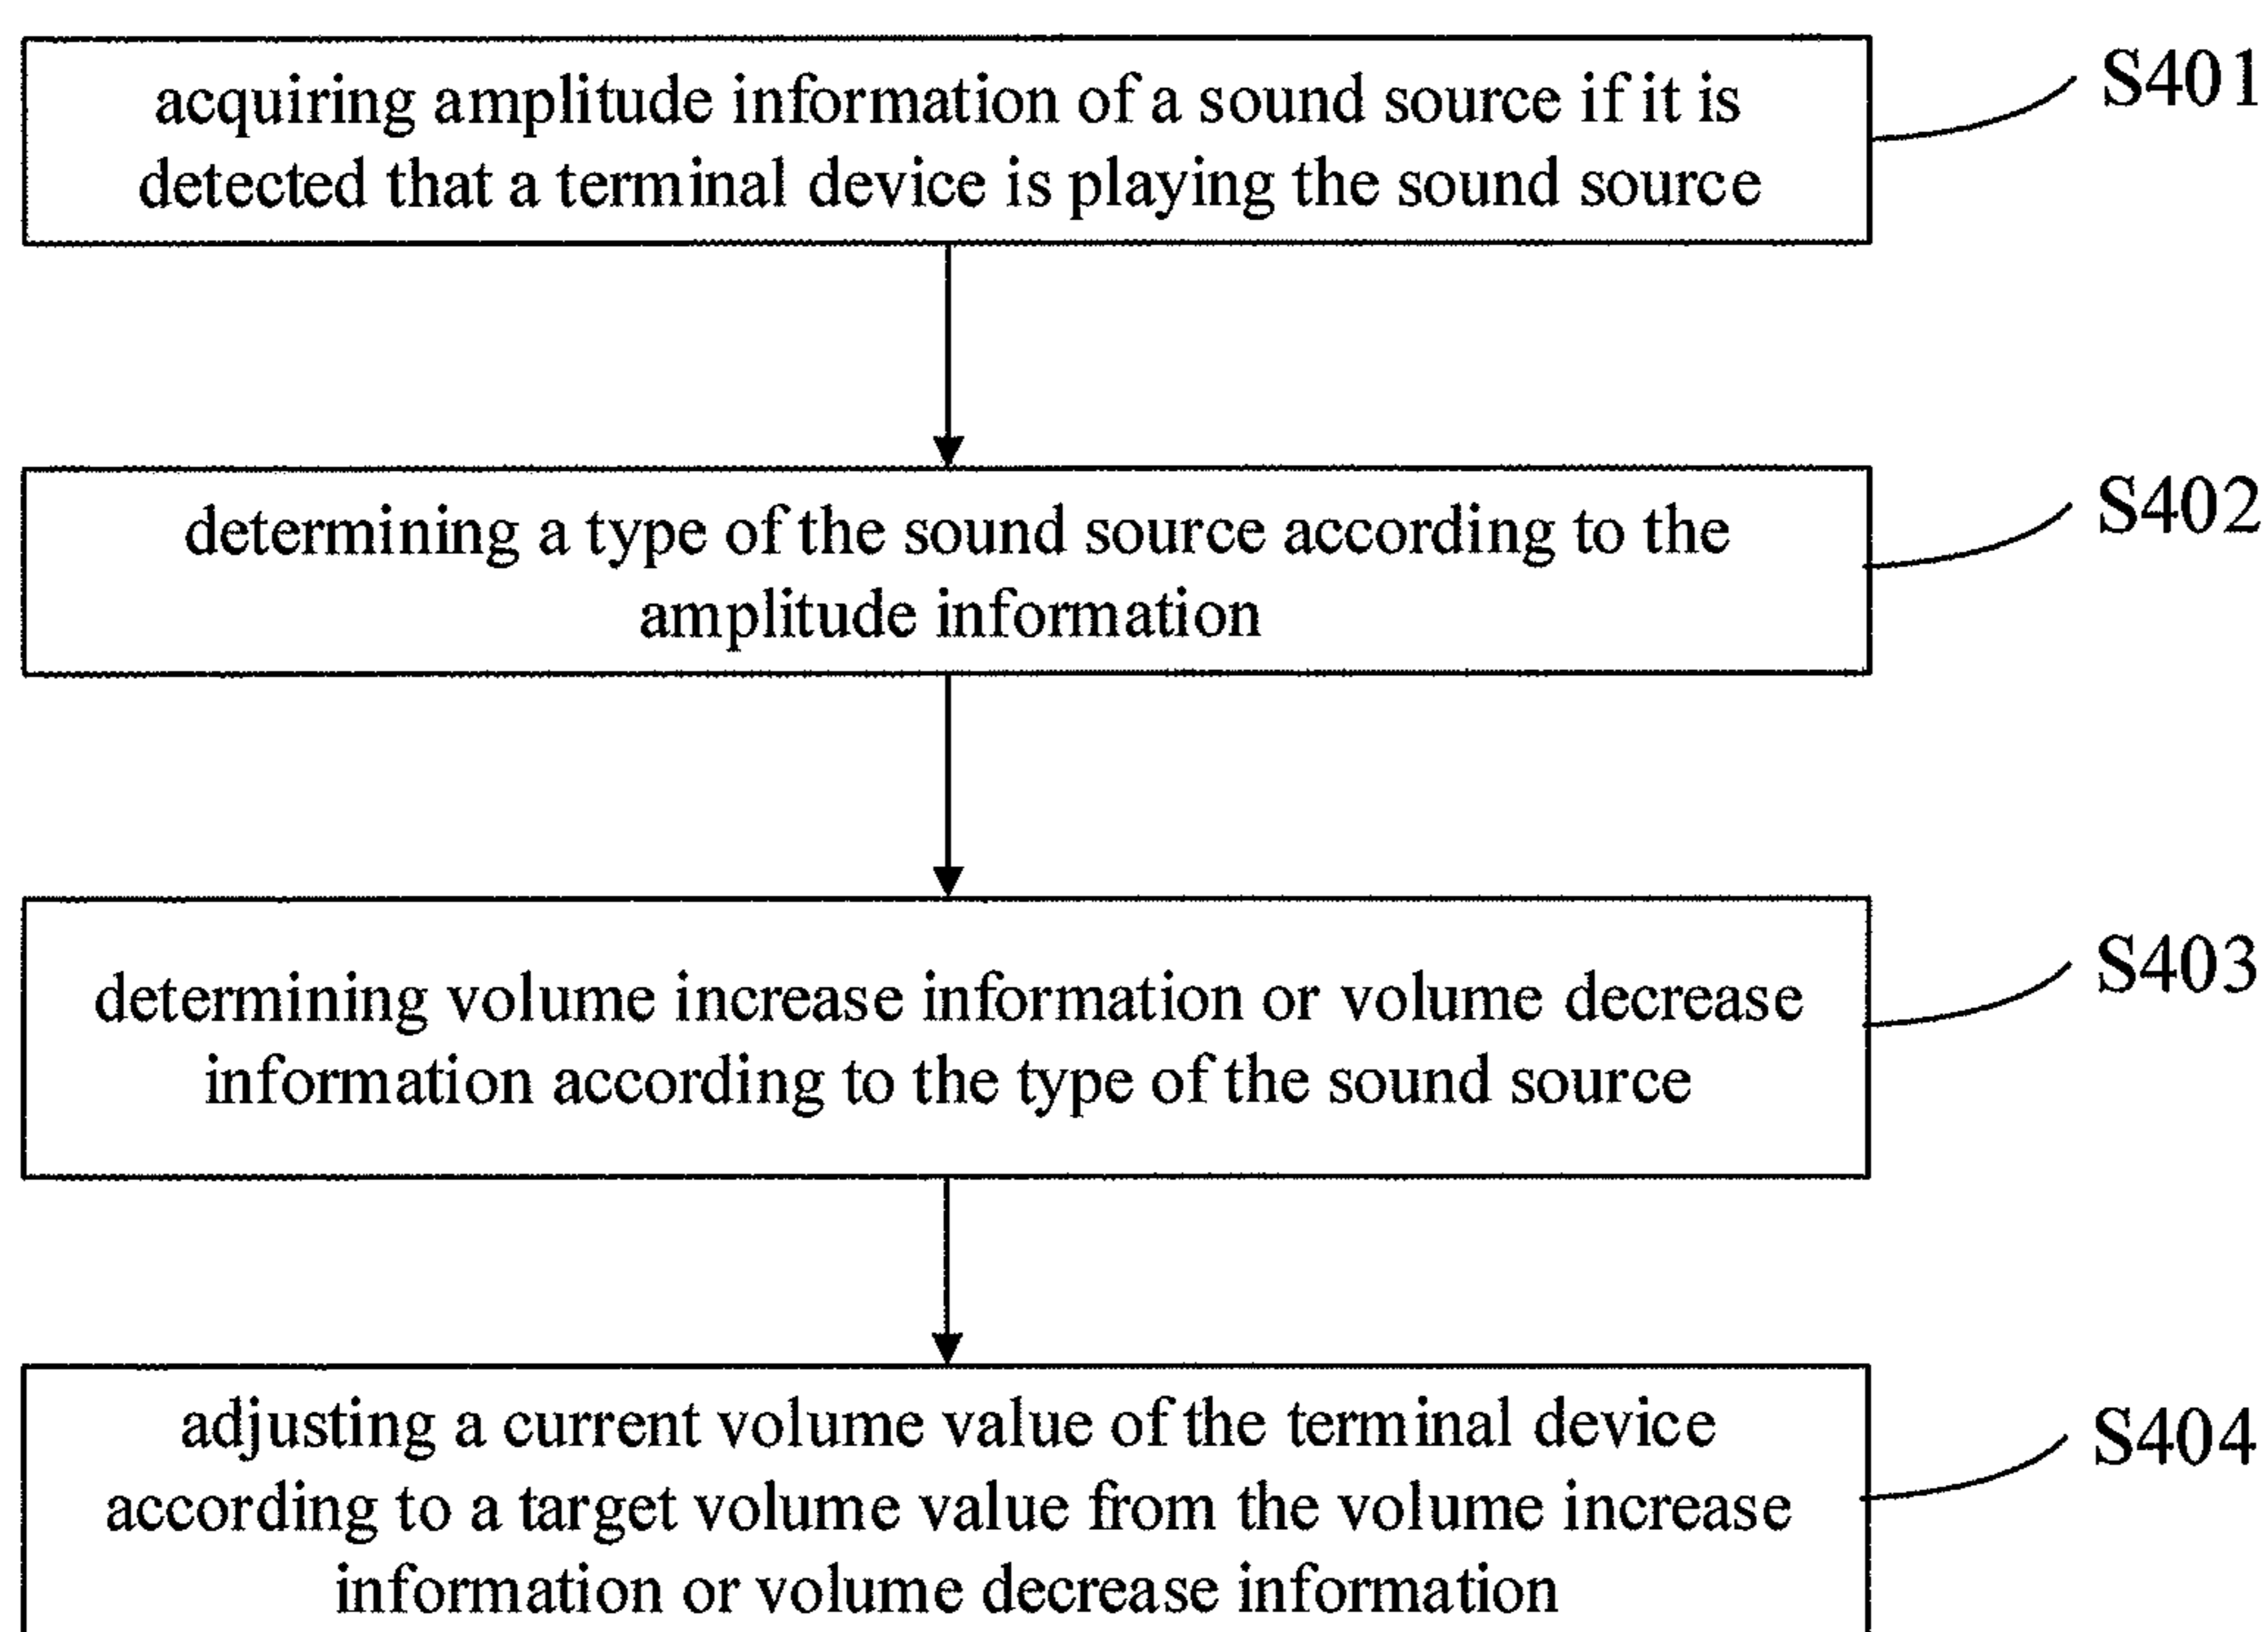 acquiring amplitude information of a sound source if it is
detected that a terminal device is playing the sound source
S401
determining a type of the sound source according to the
amplitude information
S402
determining volume increase information or volume decrease
information according to the type of the sound source
S403
adjusting a current volume value of the terminal device
according to a target volume value from the volume increase
information or volume decrease information
S404